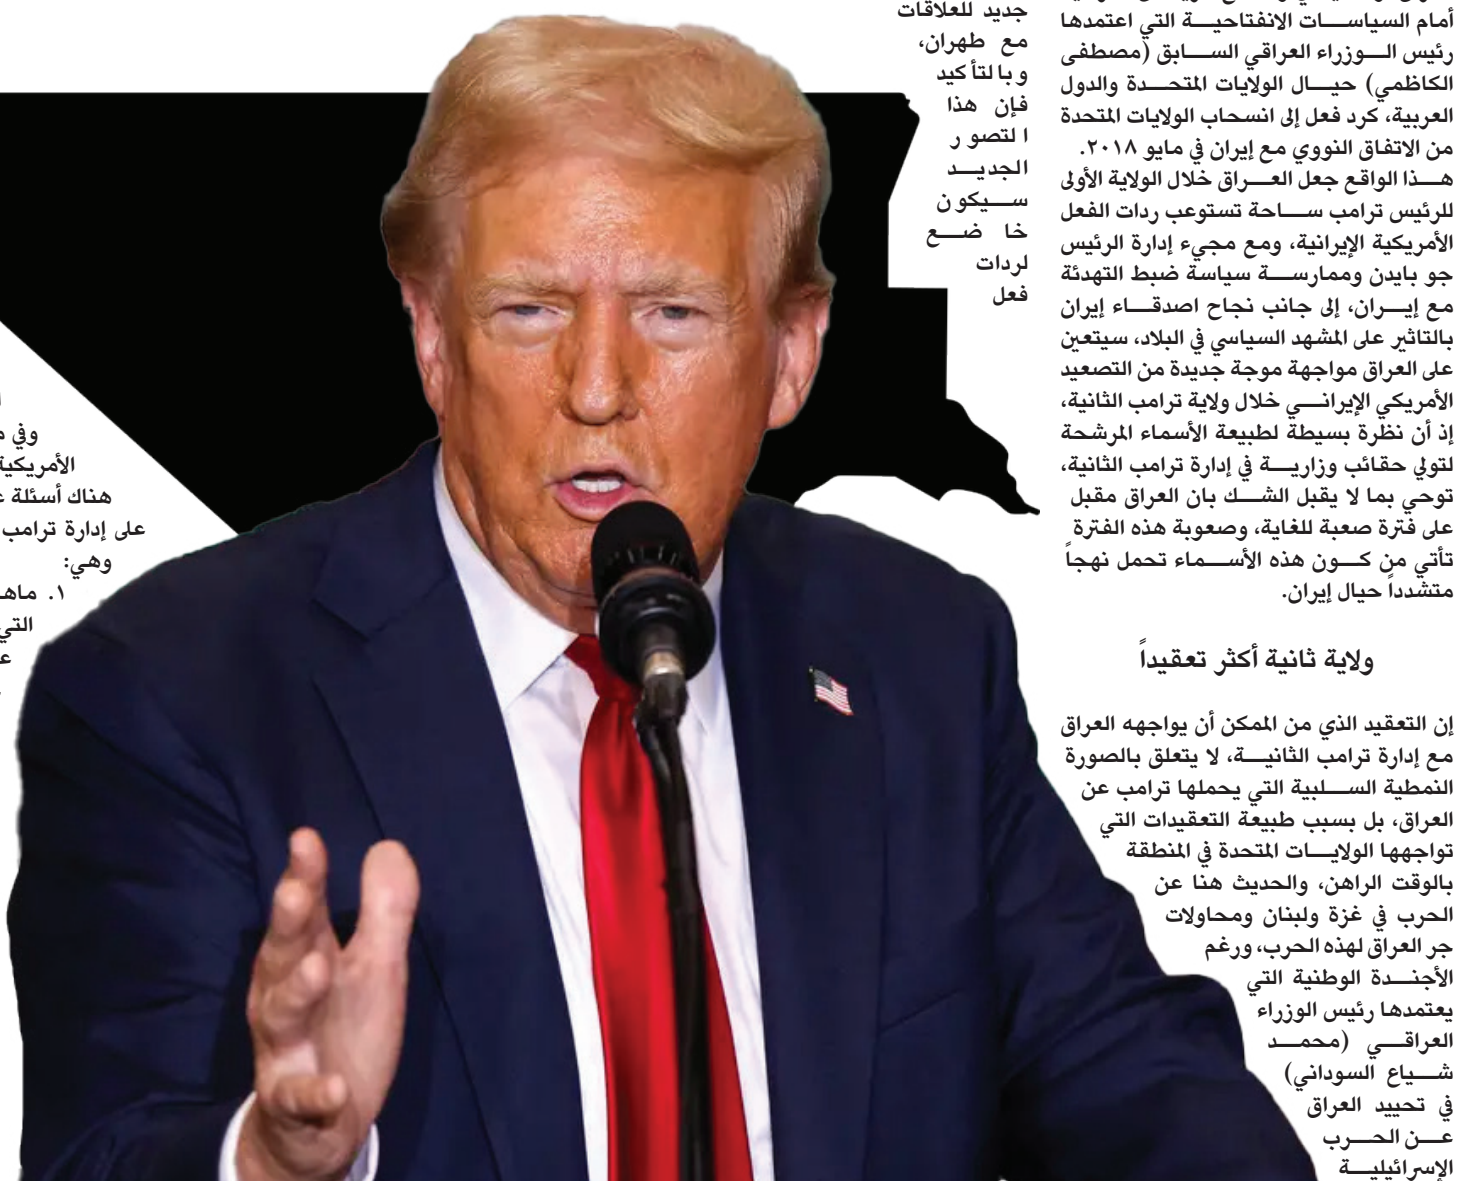 أمام السياسات الانفتاحية التي اعتمدها
رئيس الوزراء العراقي السابق (مصطفى
الكاظمي) حيال الولايات المتحدة والدول
العربية، كرد فعل إلى انسحاب الولايات المتحدة
من الاتفاق النووي مع إيران في مايو ٢٠١٨.
هذا الواقع جعل العراق خلال الولاية الأولى
للرئيس ترامب ساحة تستوعب ردات الفعل
الأمريكية الإيرانية، ومع مجيء إدارة الرئيس
جو بايدن وممارسة سياسة ضبط التهدئة
مع إيران، إلى جانب نجاح اصدقاء إيران
بالتاثير على المشهد السياسي في البلاد، سيتعين
على العراق مواجهة موجة جديدة من التصعيد
الأمريكي الإيراني خلال ولاية ترامب الثانية،
إذ أن نظرة بسيطة لطبيعة الأسماء المرشحة
لتولي حقائب وزارية في إدارة ترامب الثانية،
توحي بما لا يقبل الشك بان العراق مقبل
على فترة صعبة للغاية، وصعوبة هذه الفترة
تأتي من كون هذه الأسماء تحمل نهجاً
متشدداً حيال إيران.
ولاية ثانية أكثر تعقيداً
إن التعقيد الذي من الممكن أن يواجهه العراق
مع إدارة ترامب الثانية، لا يتعلق بالصورة
النمطية السلبية التي يحملها ترامب عن
العراق، بل بسبب طبيعة التعقيدات التي
تواجهها الولايات المتحدة في المنطقة
بالوقت الراهن، والحديث هنا عن
الحرب في غزة ولبنان ومحاولات
جر العراق لهذه الحرب، ورغم
الأجندة الوطنية التي
يعتمدها رئيس الوزراء
العراقي (محمد
شياع السوداني)
في تحييد العراق
عن الحرب
الإسرائيلية
جديد للعلاقات
مع طهران،
وبالتأكيد
فإن هذا
التصور
الجديد
سيكون
خاضع
لردات
فعل
وفي
الأمريكية
هناك أسئلة
على إدارة ترامب
وهي:
١.
التي